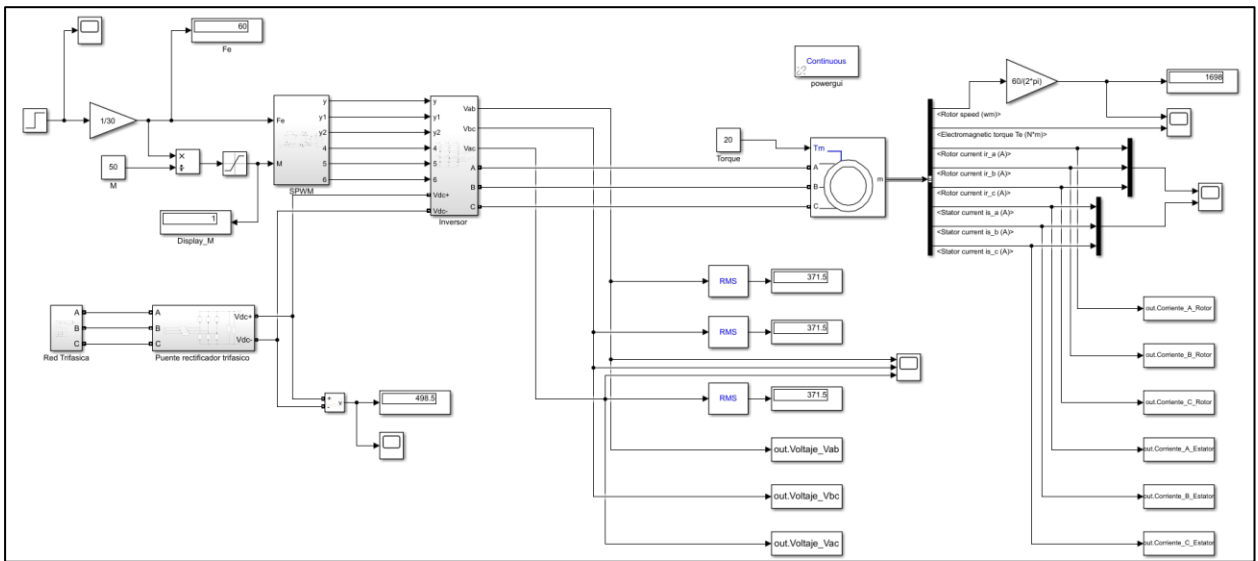 60
Fe
Continuous
powergui
60/(2*pi)
1698
1/30
Fe
M
SPWM
y
y1
y2
4
5
6
y
y1
y2
4
5
6
Vdc+
Vdc-
Vab
Vbc
Vac
A
B
C
Inversor
50
M
×
÷
1
Display_M
20
Torque
Tm
A
B
C
m
<Rotor speed (wm)>
<Electromagnetic torque Te (N*m)>
<Rotor current ir_a (A)>
<Rotor current ir_b (A)>
<Rotor current ir_c (A)>
<Stator current is_a (A)>
<Stator current is_b (A)>
<Stator current is_c (A)>
RMS
371.5
RMS
371.5
RMS
371.5
A
B
C
Red Trifasica
A
B
C
Vdc+
Vdc-
Puente rectificador trifasico
+
-
v
498.5
out.Voltaje_Vab
out.Voltaje_Vbc
out.Voltaje_Vac
out.Corriente_A_Rotor
out.Corriente_B_Rotor
out.Corriente_C_Rotor
out.Corriente_A_Estator
out.Corriente_B_Estator
out.Corriente_C_Estator